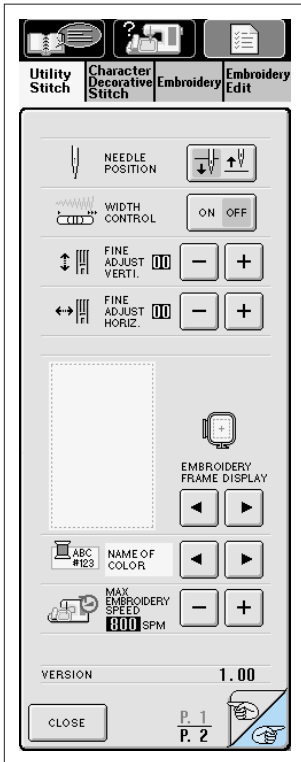 Utility
Stitch
Character
Decorative
Stitch
Embroidery
Embroidery
Edit
NEEDLE
POSITION
WIDTH
CONTROL
ON OFF
FINE
ADJUST 00
VERTI.
− +
FINE
ADJUST 00
HORIZ.
− +
EMBROIDERY
FRAME DISPLAY
ABC
#123
NAME OF
COLOR
MAX
EMBROIDERY
SPEED
800 SPM
− +
VERSION 1.00
CLOSE
P. 1
P. 2